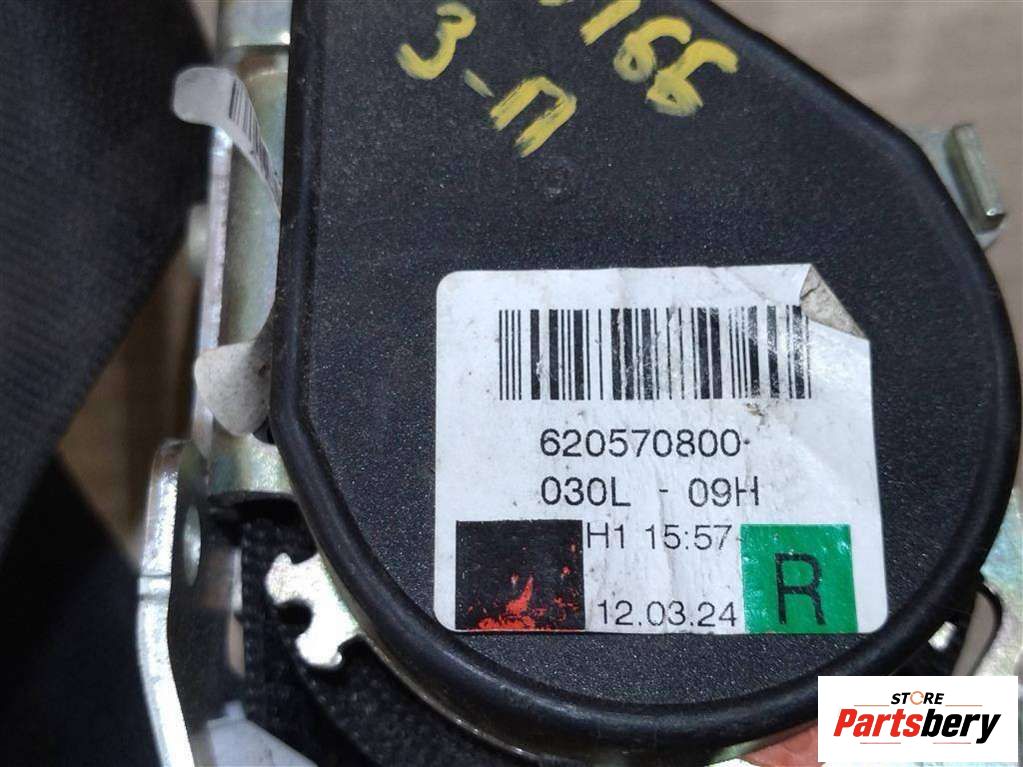 3-П
620570800
030L - 09H
H1 15:57
12.03.24
R
STORE
Partsbery